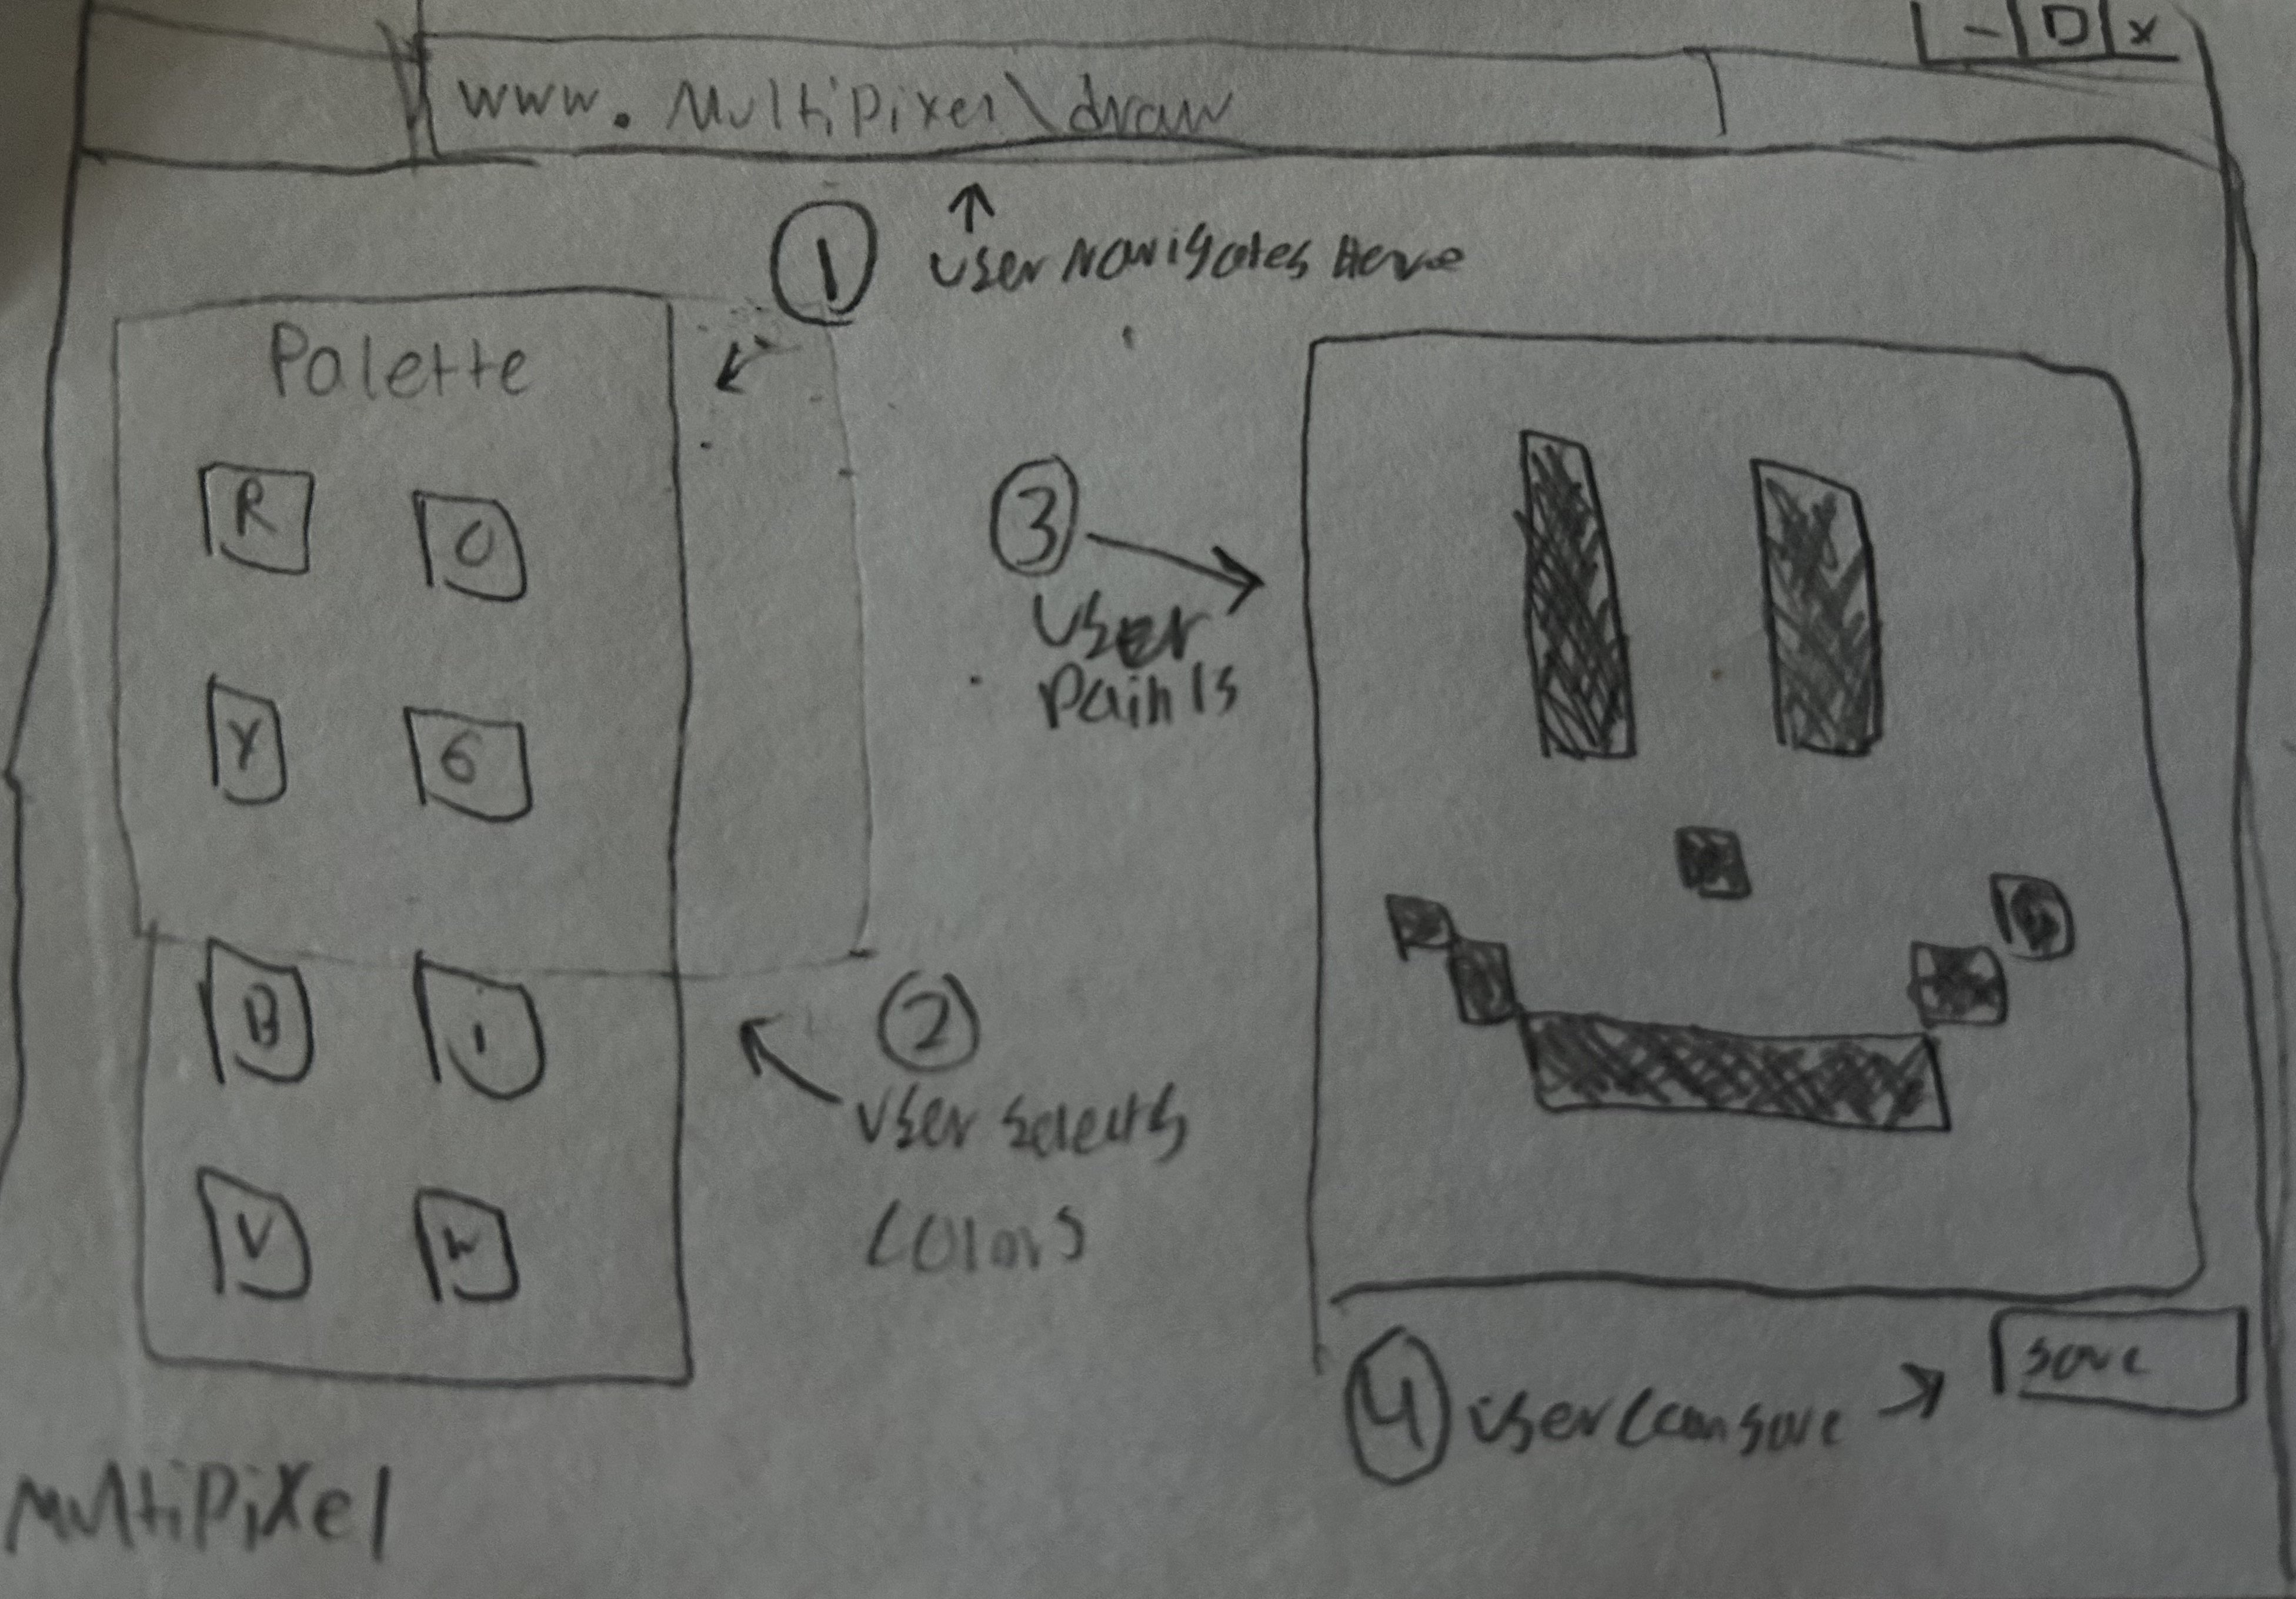 - □ x
www.Multipixel\draw
① User Navigates Here
Palette
R O
Y G
B I
V W
② User selects
colors
③
User
paints
④ User can save
save
MultiPixel